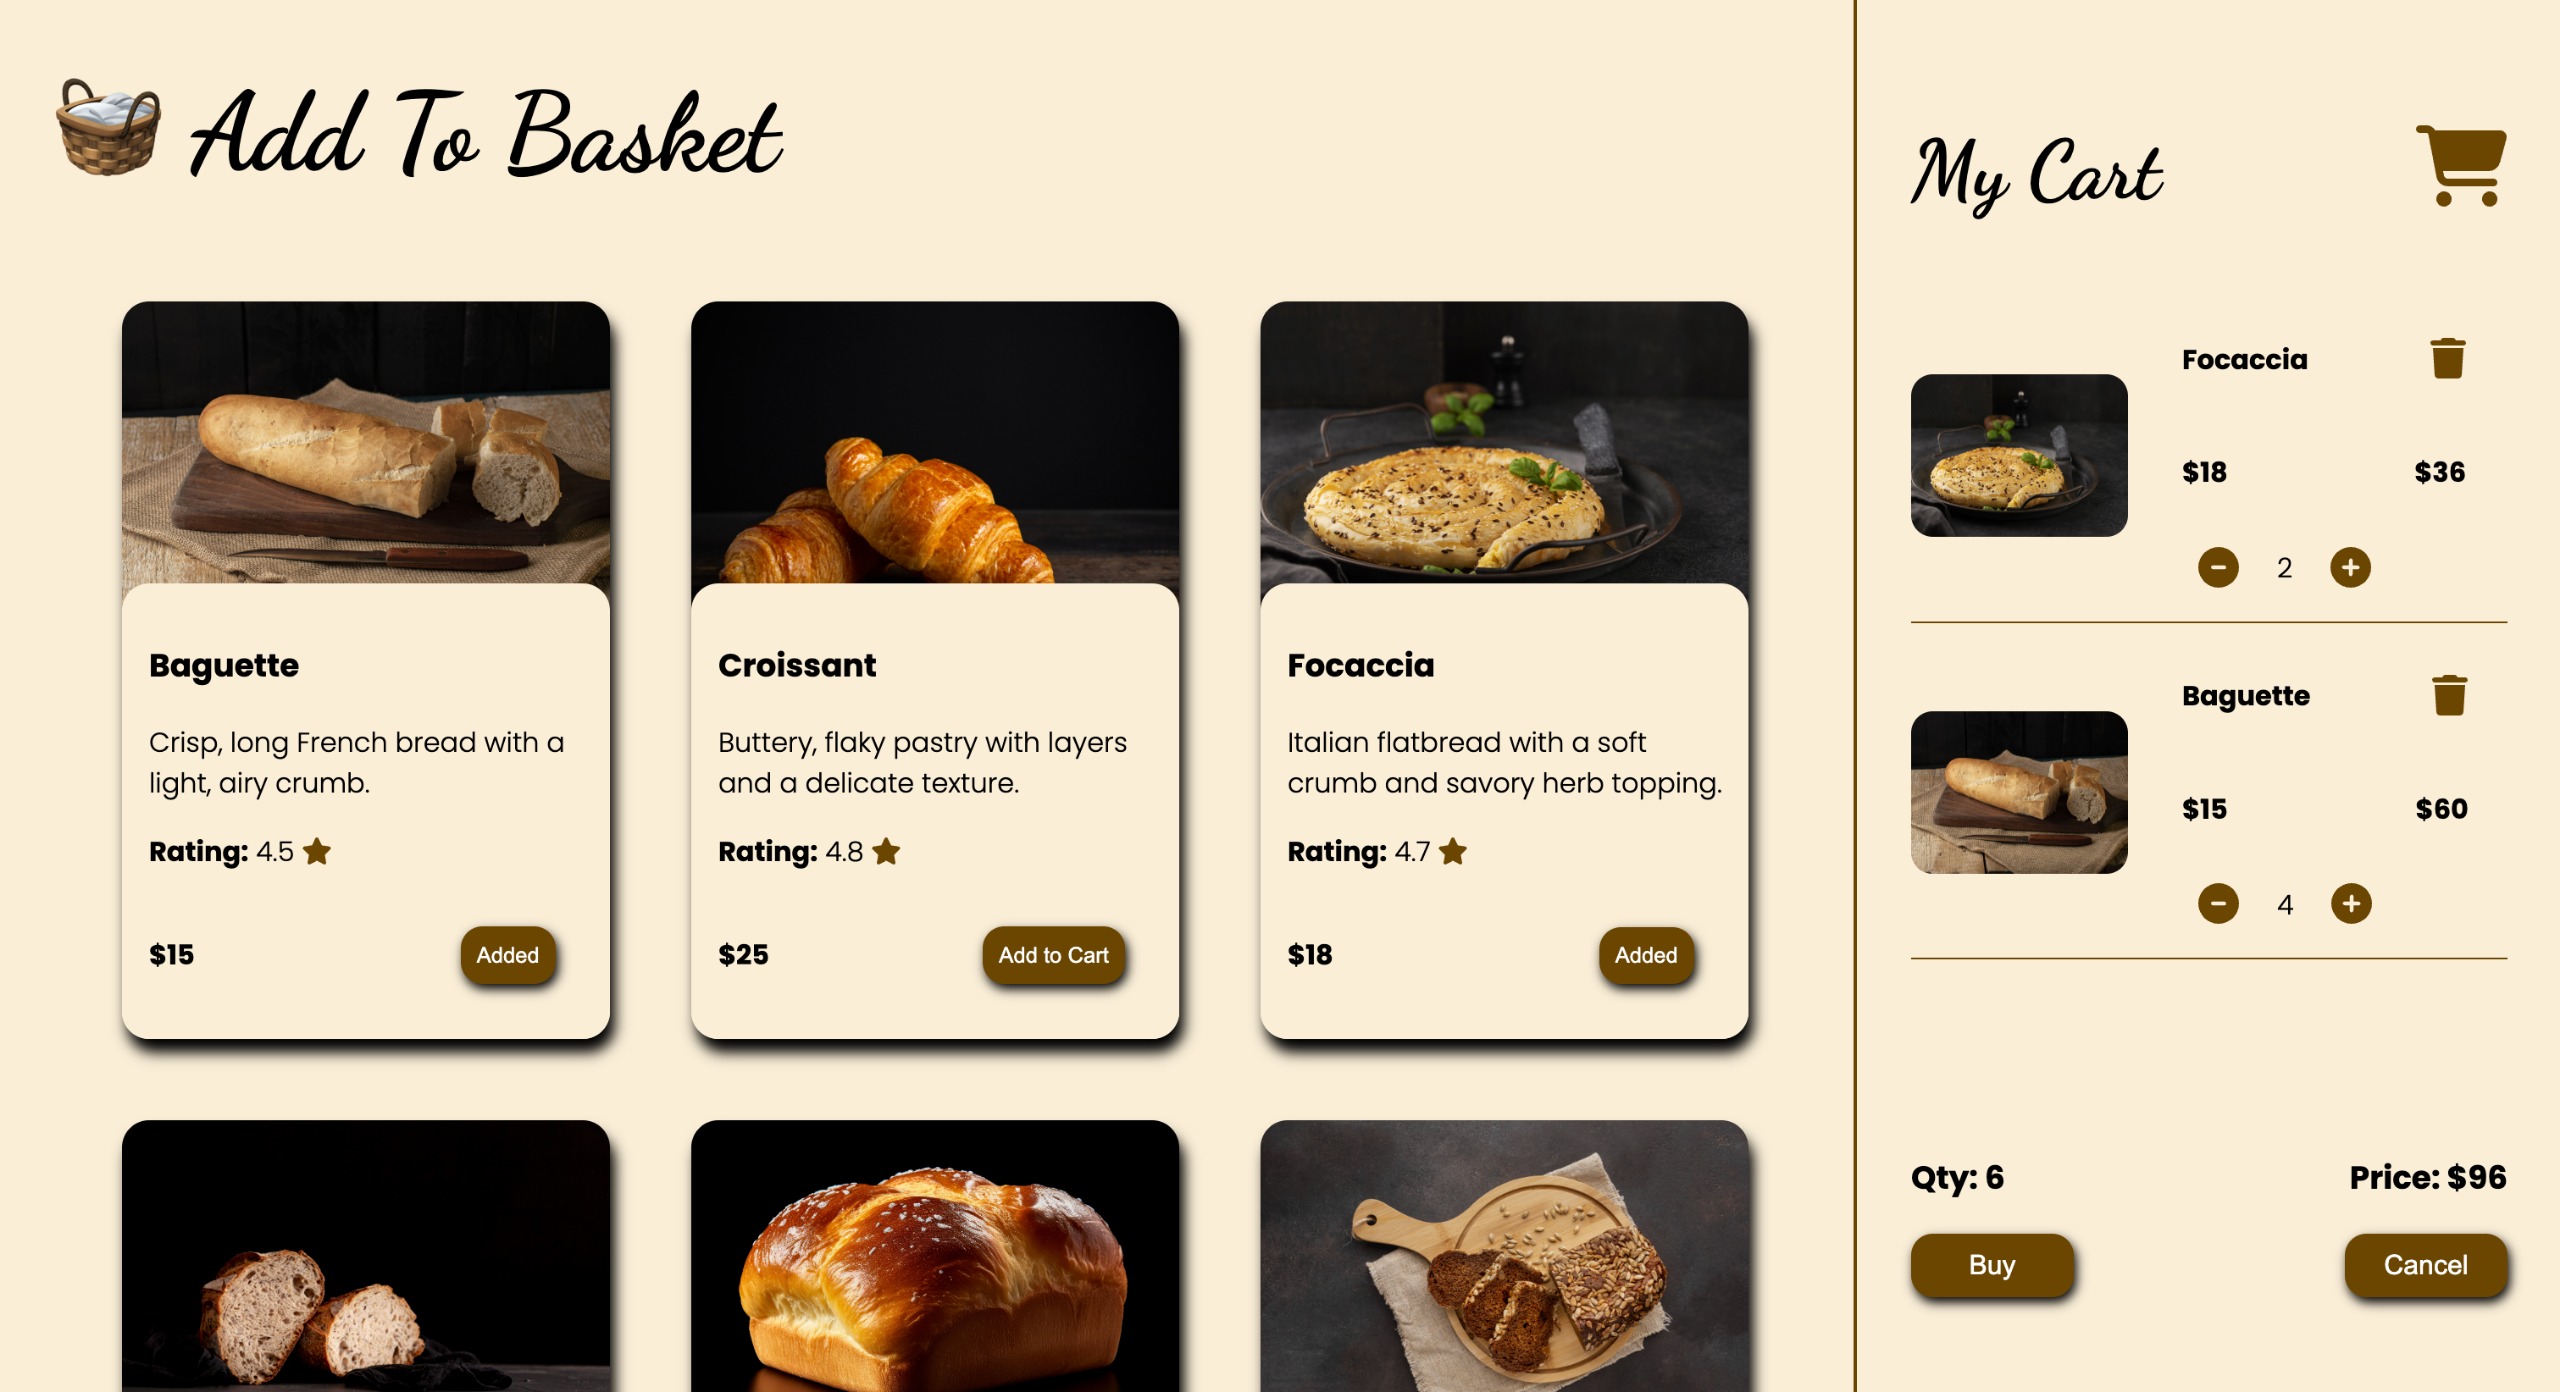 Add To Basket
Baguette
Crisp, long French bread with a
light, airy crumb.
Rating: 4.5
$15
Added
Croissant
Buttery, flaky pastry with layers
and a delicate texture.
Rating: 4.8
$25
Add to Cart
Focaccia
Italian flatbread with a soft
crumb and savory herb topping.
Rating: 4.7
$18
Added
My Cart
Focaccia
$18 $36
2
Baguette
$15 $60
4
Qty: 6 Price: $96
Buy Cancel